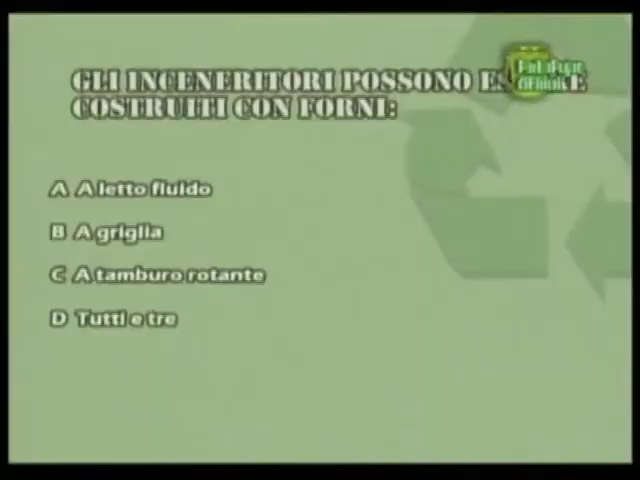 GLI INCENERITORI POSSONO
COSTRUITI CON FORNI:
A A letto fluido
B A griglia
C A tamburo rotante
D Tutti e tre